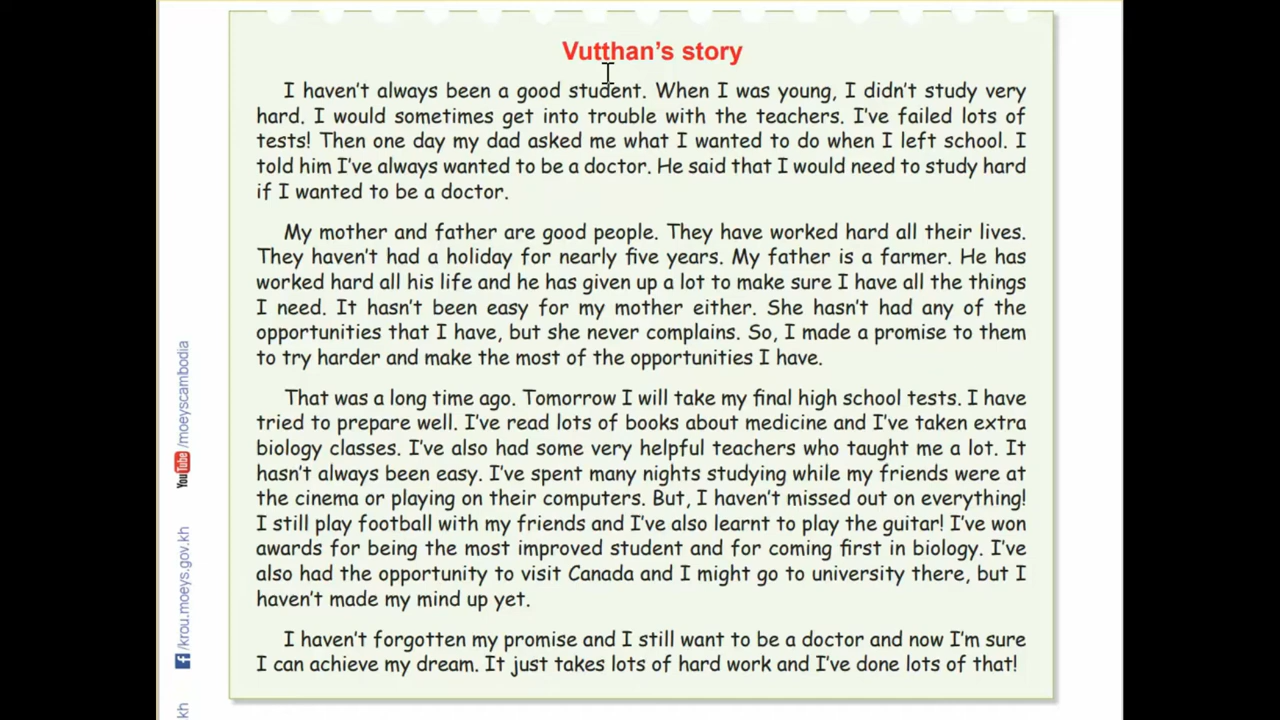 Vutthan's story
I haven't always been a good student. When I was young, I didn't study very
hard. I would sometimes get into trouble with the teachers. I've failed lots of
tests! Then one day my dad asked me what I wanted to do when I left school. I
told him I've always wanted to be a doctor. He said that I would need to study hard
if I wanted to be a doctor.
My mother and father are good people. They have worked hard all their lives.
They haven't had a holiday for nearly five years. My father is a farmer. He has
worked hard all his life and he has given up a lot to make sure I have all the things
I need. It hasn't been easy for my mother either. She hasn't had any of the
opportunities that I have, but she never complains. So, I made a promise to them
to try harder and make the most of the opportunities I have.
That was a long time ago. Tomorrow I will take my final high school tests. I have
tried to prepare well. I've read lots of books about medicine and I've taken extra
biology classes. I've also had some very helpful teachers who taught me a lot. It
hasn't always been easy. I've spent many nights studying while my friends were at
the cinema or playing on their computers. But, I haven't missed out on everything!
I still play football with my friends and I've also learnt to play the guitar! I've won
awards for being the most improved student and for coming first in biology. I've
also had the opportunity to visit Canada and I might go to university there, but I
haven't made my mind up yet.
I haven't forgotten my promise and I still want to be a doctor and now I'm sure
I can achieve my dream. It just takes lots of hard work and I've done lots of that!
YouTube /moeyscambodia
f /krou.moeys.gov.kh
kh